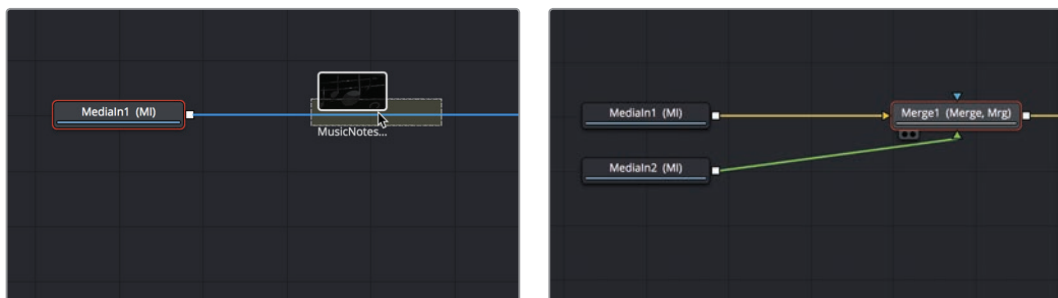 MediaIn1 (MI)
MusicNotes...
MediaIn1 (MI)
Merge1 (Merge, Mrg)
MediaIn2 (MI)